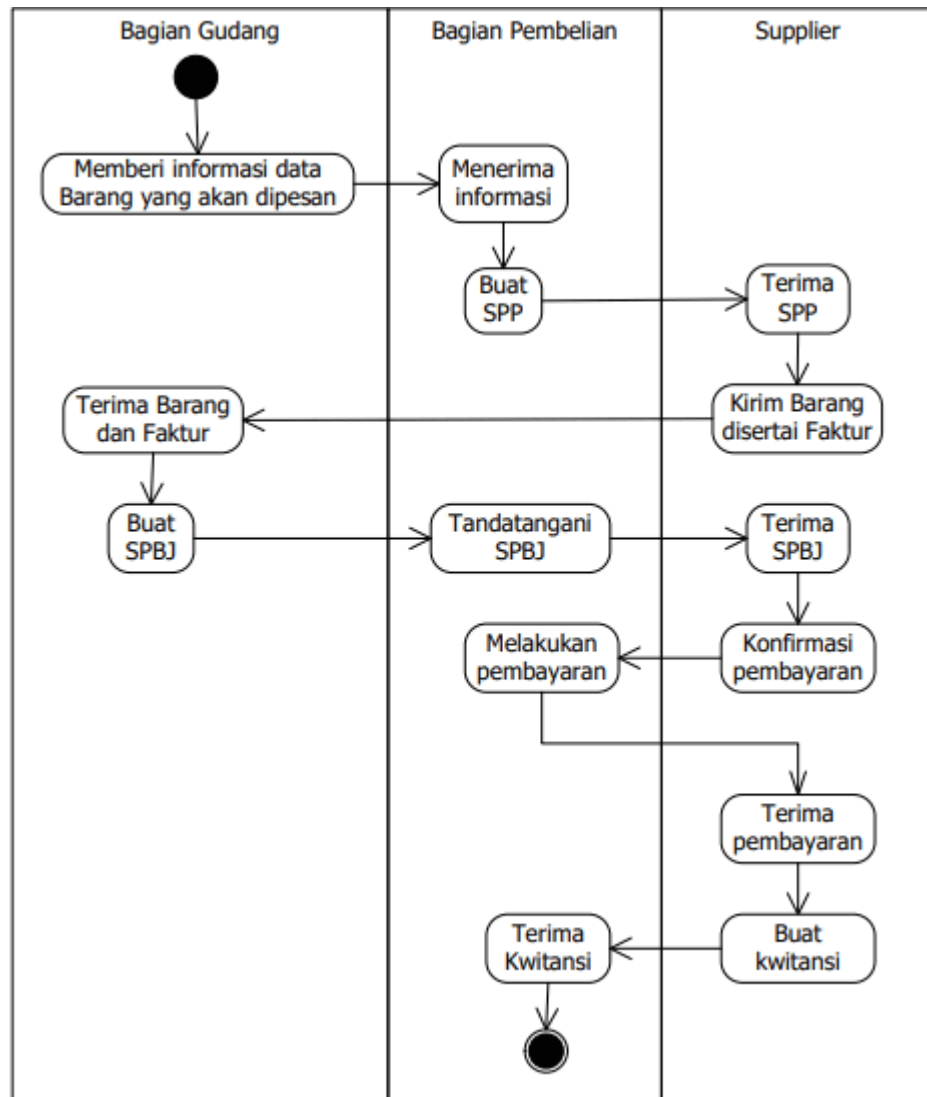 Bagian Gudang
Bagian Pembelian
Supplier
Memberi informasi data
Barang yang akan dipesan
Menerima
informasi
Buat
SPP
Terima
SPP
Kirim Barang
disertai Faktur
Terima Barang
dan Faktur
Buat
SPBJ
Tandatangani
SPBJ
Terima
SPBJ
Konfirmasi
pembayaran
Melakukan
pembayaran
Terima
pembayaran
Buat
kwitansi
Terima
Kwitansi